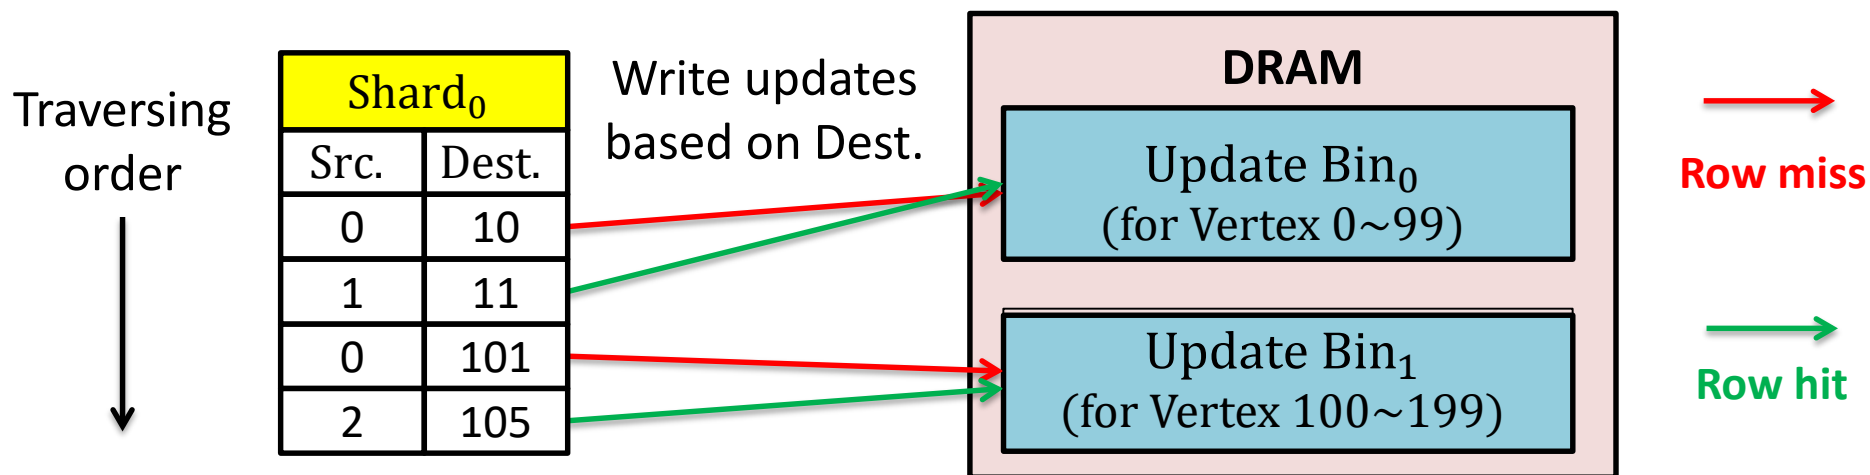 Traversing
order
Shard₀
Src. Dest.
0 10
1 11
0 101
2 105
Write updates
based on Dest.
DRAM
Update Bin₀
(for Vertex 0~99)
Update Bin₁
(for Vertex 100~199)
Row miss
Row hit